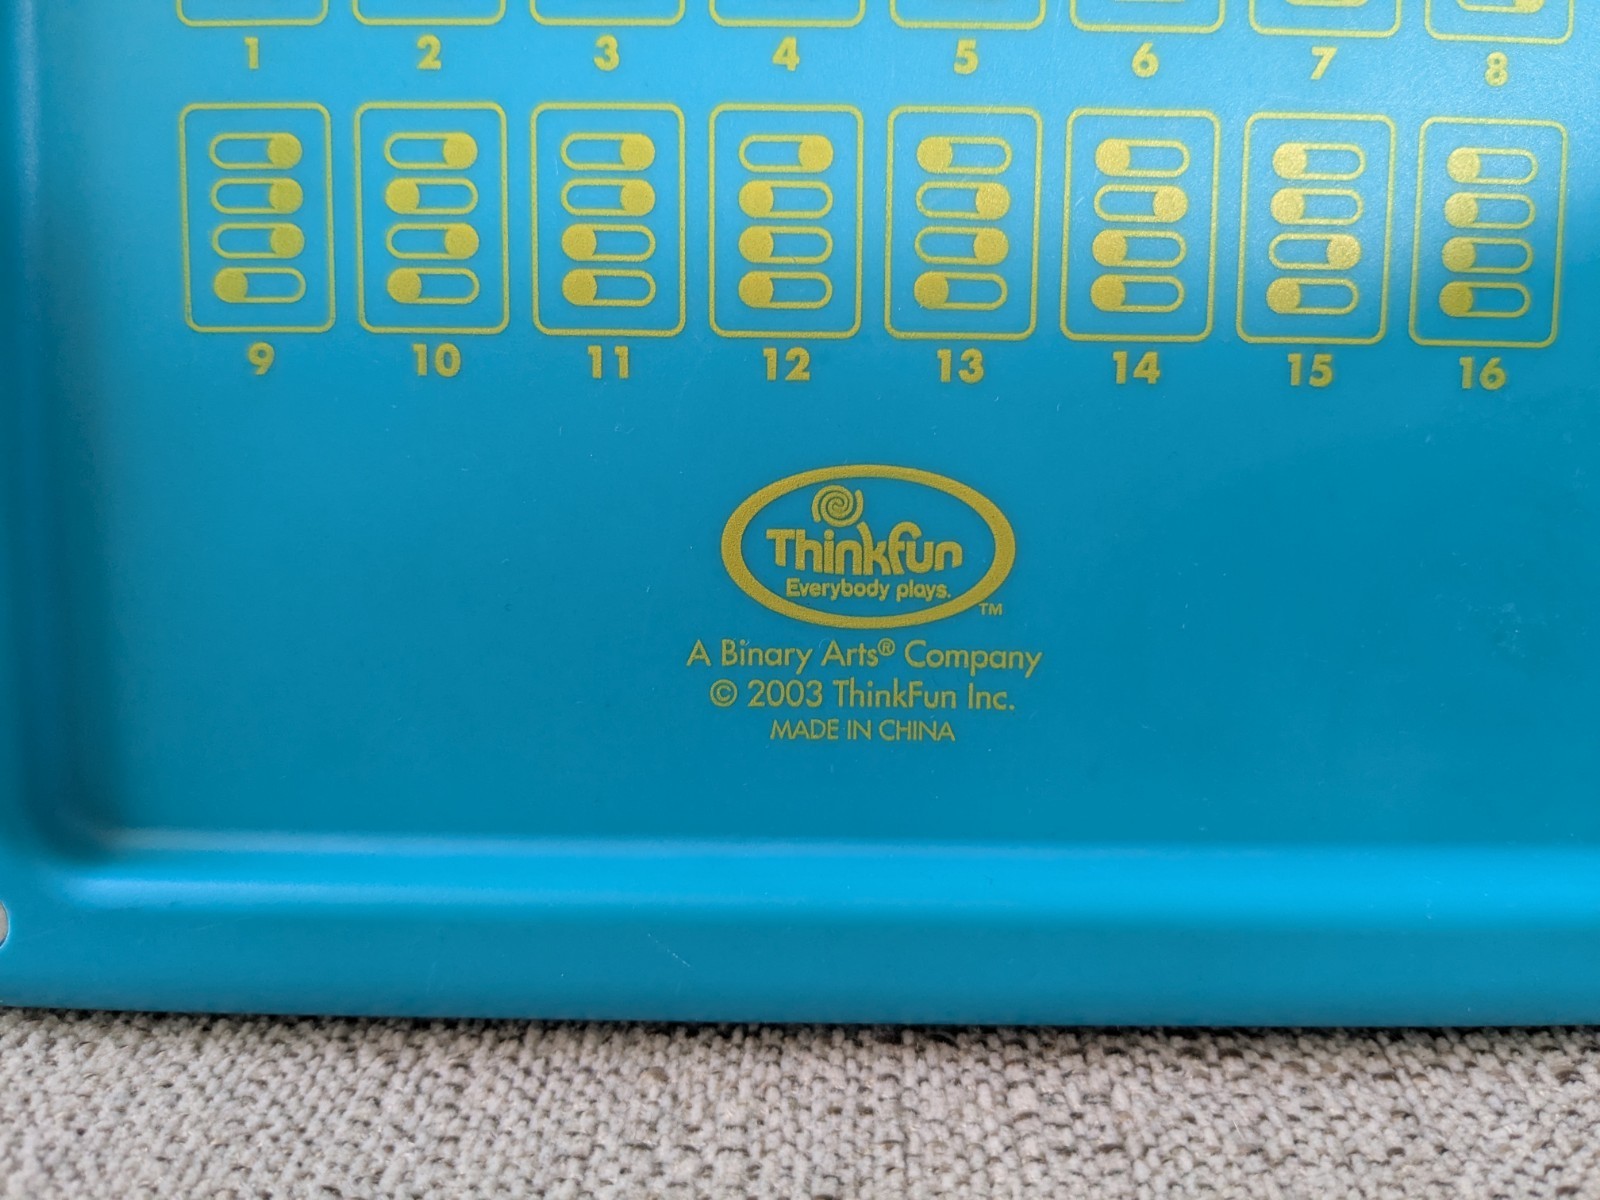 1 2 3 4 5 6 7 8
9 10 11 12 13 14 15 16
Thinkfun
Everybody plays.
TM
A Binary Arts® Company
© 2003 ThinkFun Inc.
MADE IN CHINA